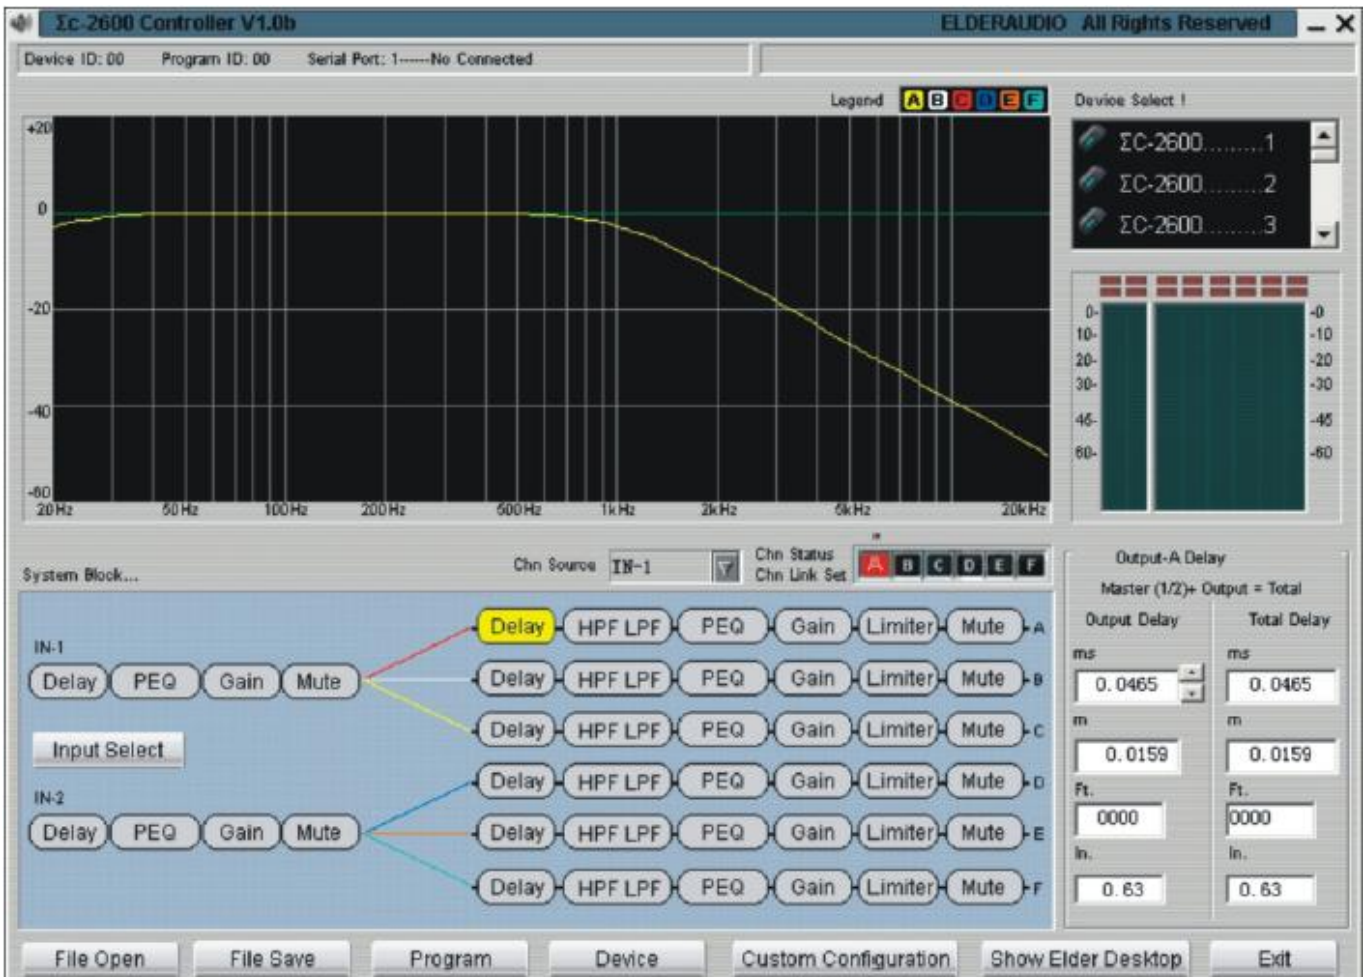 Σc-2600 Controller V1.0b ELDERAUDIO All Rights Reserved
Device ID: 00 Program ID: 00 Serial Port: 1------No Connected
Legend A B C D E F
Device Select !
ΣC-2600.........1
ΣC-2600.........2
ΣC-2600.........3
+20
0
-20
-40
-60
20Hz 50Hz 100Hz 200Hz 500Hz 1kHz 2kHz 5kHz 20kHz
0- -0
10- -10
20- -20
30- -30
45- -45
60- -60
System Block...
Chn Source IN-1
Chn Status
Chn Link Set
A B C D E F
IN-1
Delay PEQ Gain Mute
Input Select
IN-2
Delay PEQ Gain Mute
Delay HPF LPF PEQ Gain Limiter Mute A
Delay HPF LPF PEQ Gain Limiter Mute B
Delay HPF LPF PEQ Gain Limiter Mute C
Delay HPF LPF PEQ Gain Limiter Mute D
Delay HPF LPF PEQ Gain Limiter Mute E
Delay HPF LPF PEQ Gain Limiter Mute F
Output-A Delay
Master (1/2)+ Output = Total
Output Delay Total Delay
ms ms
0.0465 0.0465
m m
0.0159 0.0159
Ft. Ft.
0000 0000
In. In.
0.63 0.63
File Open File Save Program Device Custom Configuration Show Elder Desktop Exit